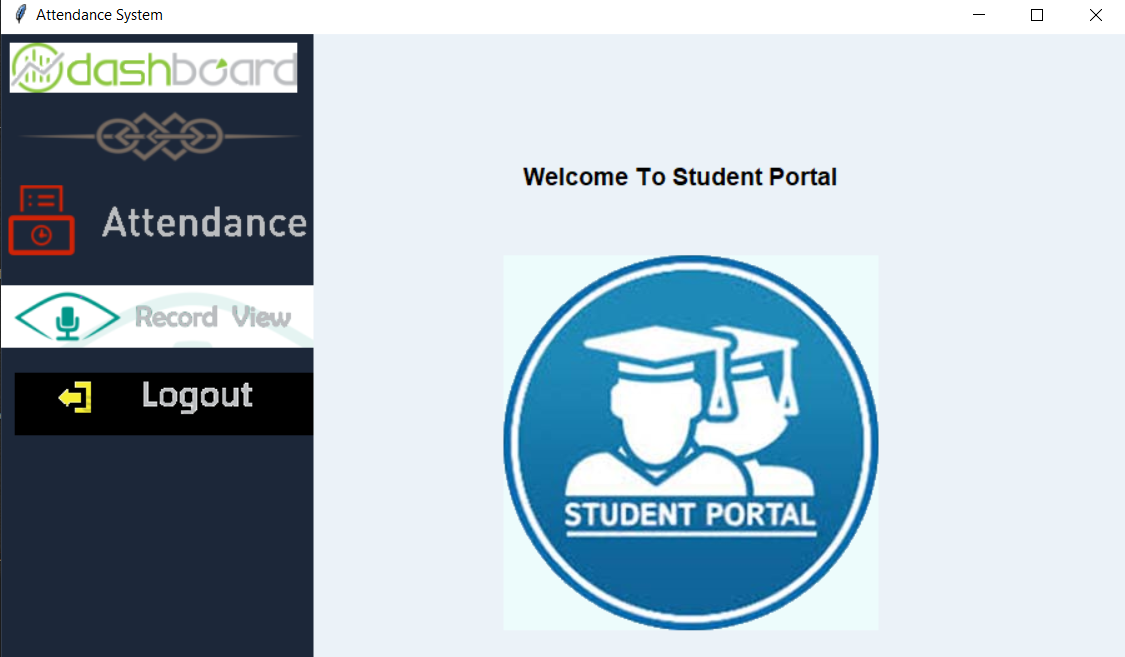 Attendance System
dashboard
Attendance
Record View
Logout
Welcome To Student Portal
STUDENT PORTAL